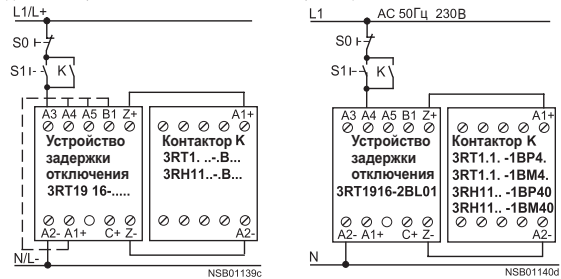 L1/L+
S0
S1
K
A3 A4 A5 B1 Z+
A1+
Устройство
задержки
отключения
3RT19 16-.....
Контактор K
3RT1. ..-.B...
3RH11..-.B...
A2- A1+ C+ Z-
A2-
N/L-
NSB01139c
L1 AC 50Гц 230В
S0
S1
K
A3 A4 A5 B1 Z+
A1+
Устройство
задержки
отключения
3RT1916-2BL01
Контактор K
3RT1.1. -1BP4.
3RT1.1. -1BM4.
3RH11.. -1BP40
3RH11.. -1BM40
A2- A1+ C+ Z-
A2-
N
NSB01140d